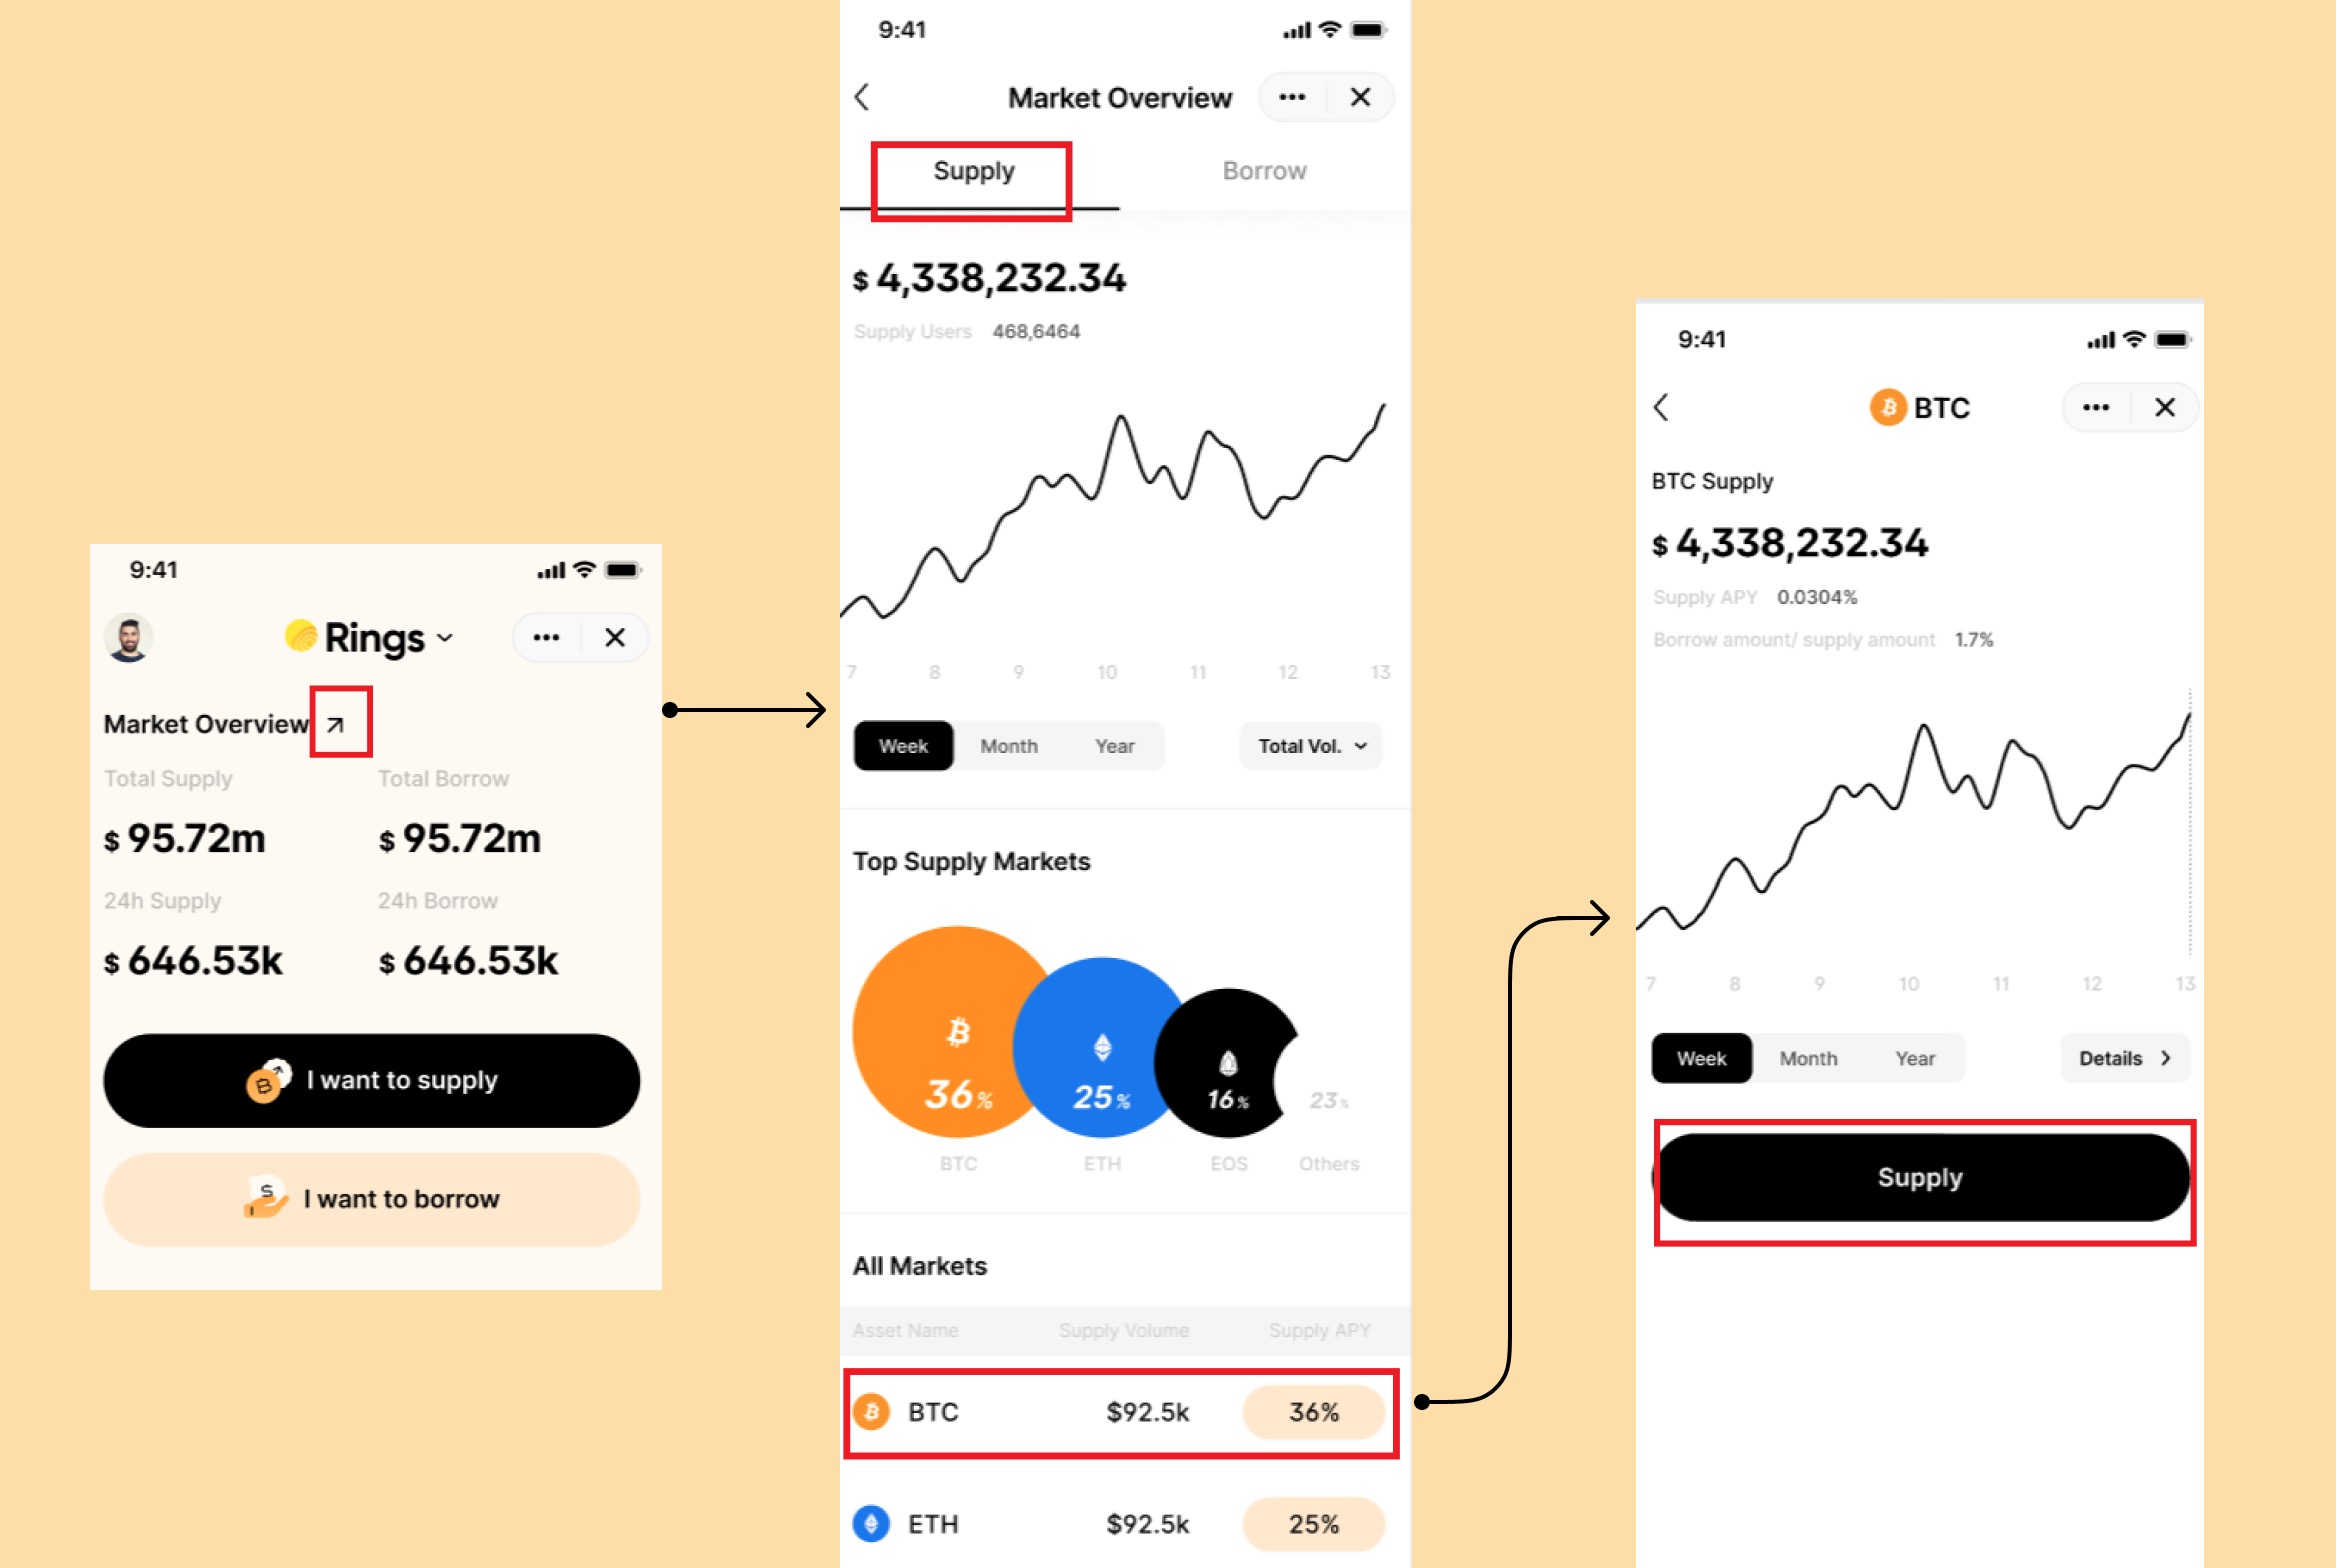 9:41
Rings
Market Overview
Total Supply Total Borrow
$ 95.72m $ 95.72m
24h Supply 24h Borrow
$ 646.53k $ 646.53k
I want to supply
I want to borrow
9:41
Market Overview
Supply Borrow
$ 4,338,232.34
Supply Users 468,6464
7 8 9 10 11 12 13
Week Month Year Total Vol.
Top Supply Markets
36% 25% 16% 23%
BTC ETH EOS Others
All Markets
Asset Name Supply Volume Supply APY
BTC $92.5k 36%
ETH $92.5k 25%
9:41
BTC
BTC Supply
$ 4,338,232.34
Supply APY 0.0304%
Borrow amount/ supply amount 1.7%
7 8 9 10 11 12 13
Week Month Year Details
Supply